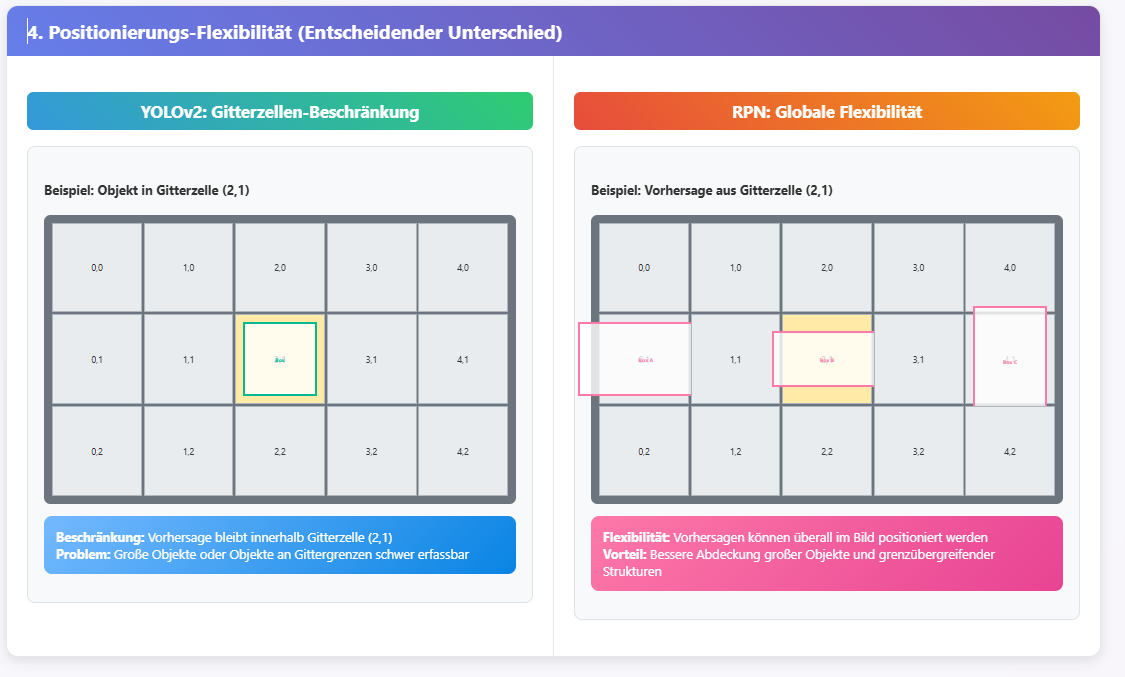 4. Positionierungs-Flexibilität (Entscheidender Unterschied)
YOLOv2: Gitterzellen-Beschränkung
Beispiel: Objekt in Gitterzelle (2,1)
0,0 1,0 2,0 3,0 4,0
0,1 1,1 Box 3,1 4,1
0,2 1,2 2,2 3,2 4,2
Beschränkung: Vorhersage bleibt innerhalb Gitterzelle (2,1)
Problem: Große Objekte oder Objekte an Gittergrenzen schwer erfassbar
RPN: Globale Flexibilität
Beispiel: Vorhersage aus Gitterzelle (2,1)
0,0 1,0 2,0 3,0 4,0
Box A 1,1 Box B 3,1 Box C
0,2 1,2 2,2 3,2 4,2
Flexibilität: Vorhersagen können überall im Bild positioniert werden
Vorteil: Bessere Abdeckung großer Objekte und grenzübergreifender
Strukturen